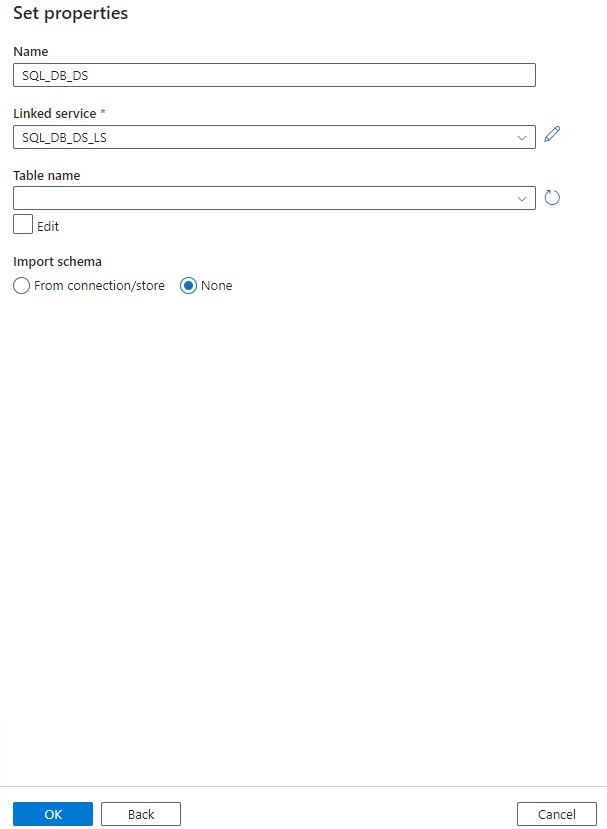 Set properties
Name
SQL_DB_DS
Linked service *
SQL_DB_DS_LS
Table name
Edit
Import schema
From connection/store None
OK Back Cancel